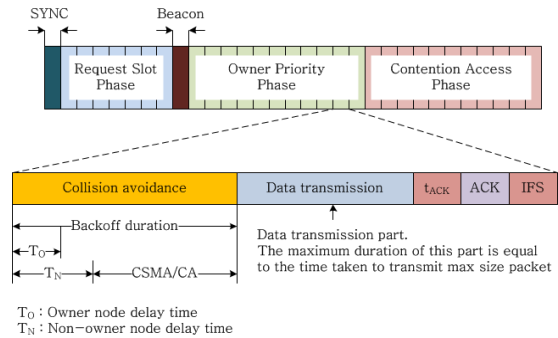 SYNC
Beacon
Request Slot
Phase
Owner Priority
Phase
Contention Access
Phase
Collision avoidance
Data transmission
tACK
ACK
IFS
Backoff duration
TO
TN
CSMA/CA
Data transmission part.
The maximum duration of this part is equal
to the time taken to transmit max size packet
TO : Owner node delay time
TN : Non-owner node delay time